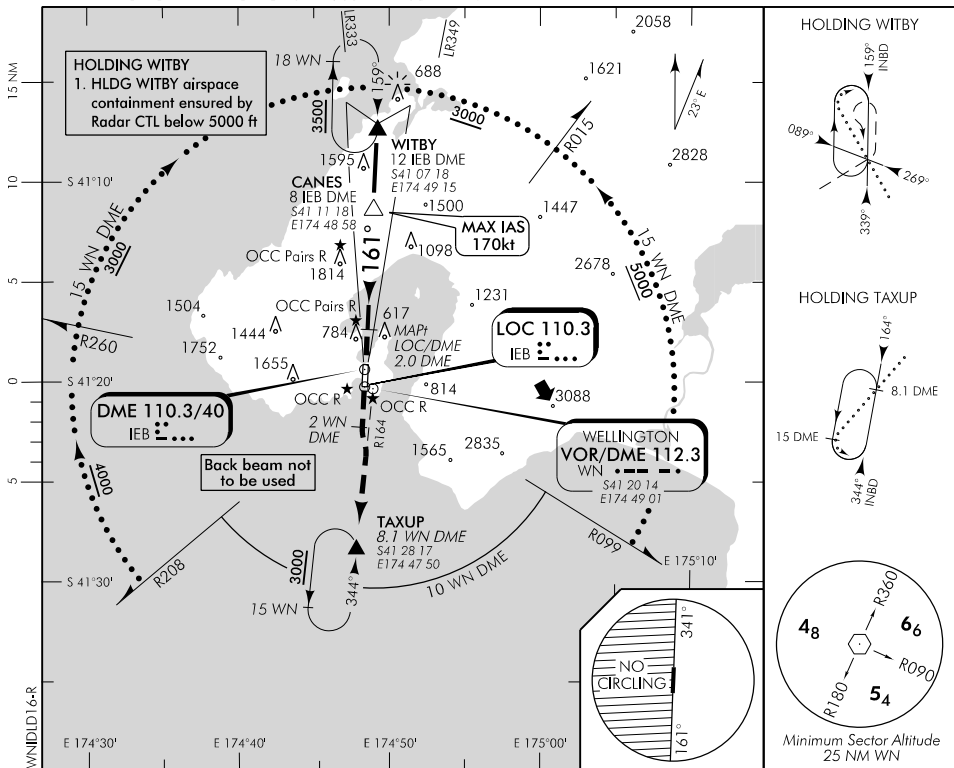 HOLDING WITBY
1. HLDG WITBY airspace
containment ensured by
Radar CTL below 5000 ft
LR333
LR349
2058
18 WN
159°
688
1621
23° E
15 NM
3500
3000
R015
2828
WITBY
12 IEB DME
S41 07 18
E174 49 15
1595
10
S 41°10'
CANES
8 IEB DME
S41 11 18
E174 48 58
1500
1447
MAX IAS
170kt
161°
1098
15 WN DME
3000
OCC Pairs R
1814
2678
5000
15 WN DME
5
1504
OCC Pairs R
1231
617
1444
784
MAPt
LOC/DME
2.0 DME
LOC 110.3
IEB
R260
1752
1655
0
S 41°20'
814
3088
DME 110.3/40
IEB
OCC R
OCC R
2 WN
DME
R164
1565
2835
WELLINGTON
VOR/DME 112.3
WN
S41 20 14
E174 49 01
Back beam not
to be used
4000
5
TAXUP
8.1 WN DME
S41 28 17
E174 47 50
R099
E 175°10'
S 41°30'
R208
3000
344°
10 WN DME
15 WN
NO
CIRCLING
341°
161°
WNIDLD16-R
E 174°30'
E 174°40'
E 174°50'
E 175°00'
HOLDING WITBY
159°
INBD
089°
269°
339°
HOLDING TAXUP
164°
8.1 DME
15 DME
344°
INBD
R360
48
66
R090
R180
54
Minimum Sector Altitude
25 NM WN